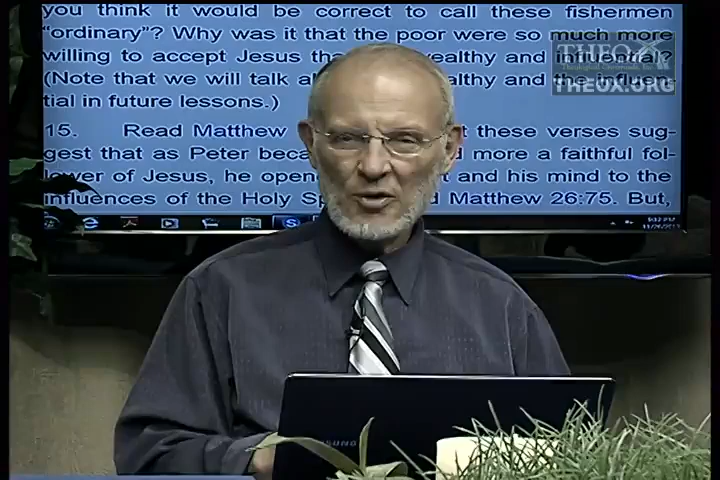 you think it would be correct to call these fishermen
“ordinary”? Why was it that the poor were so much more
willing to accept Jesus ealthy and influential?
(Note that we will talk al althy and the influen-
tial in future lessons.)
15. Read Matthew t these verses sug-
gest that as Peter beca more a faithful fol-
lower of Jesus, he open and his mind to the
influences of the Holy Sp d Matthew 26:75. But,
THEOX
THEOX.ORG
SAMSUNG